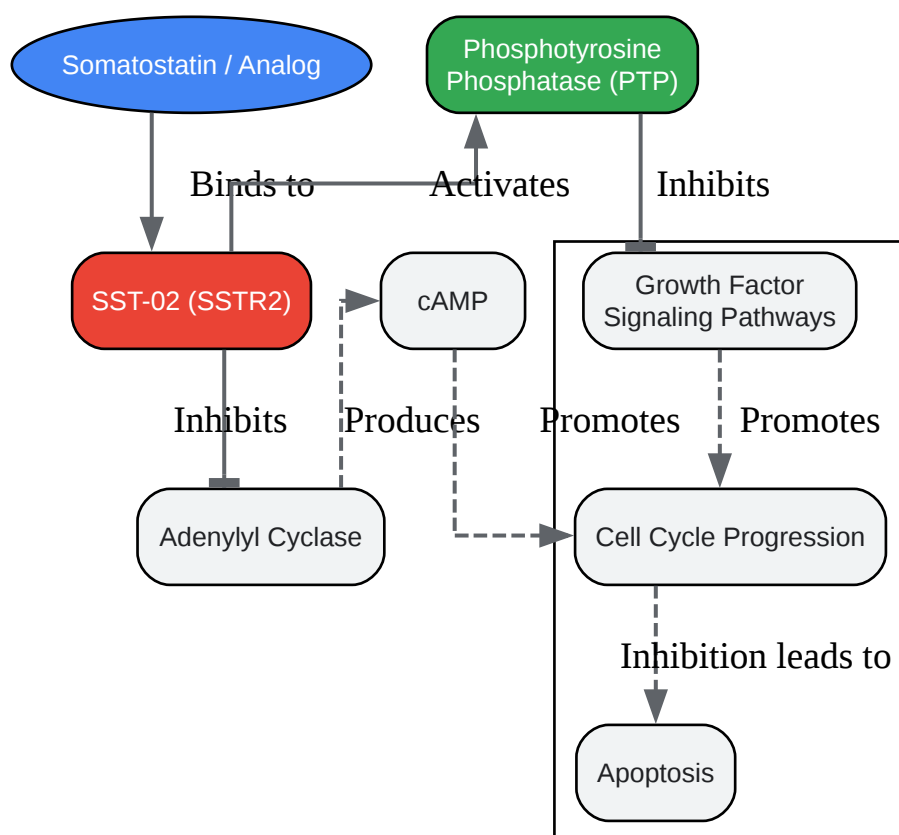 Somatostatin / Analog
Phosphotyrosine
Phosphatase (PTP)
Binds to
Activates
Inhibits
SST-02 (SSTR2)
cAMP
Growth Factor
Signaling Pathways
Inhibits
Produces
Promotes
Promotes
Adenylyl Cyclase
Cell Cycle Progression
Inhibition leads to
Apoptosis